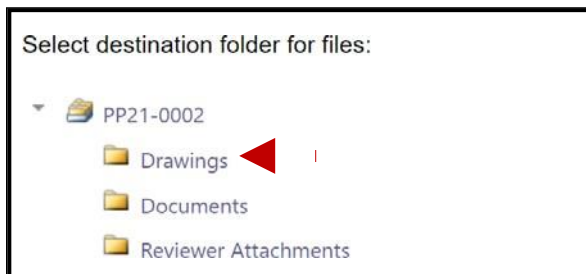 Select destination folder for files:
PP21-0002
Drawings
Documents
Reviewer Attachments